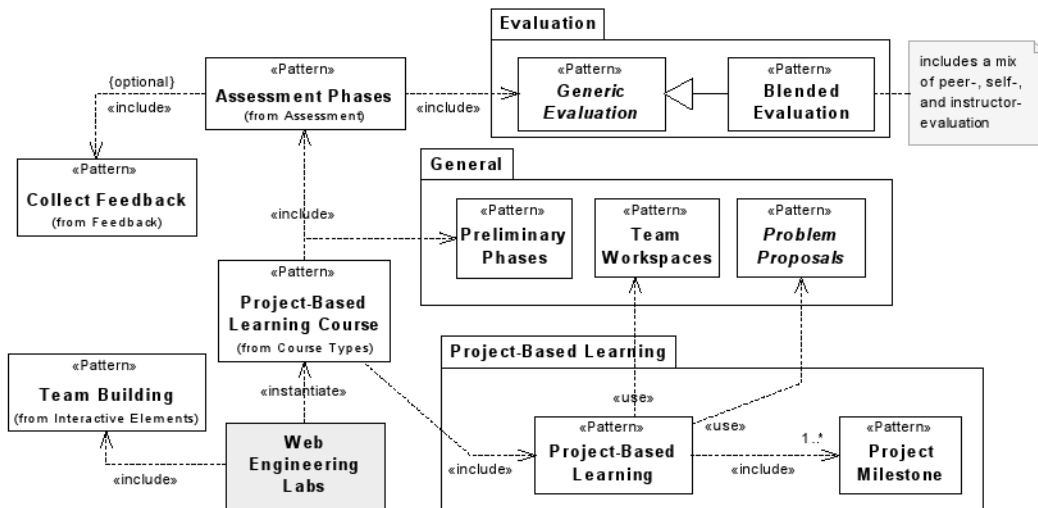 Evaluation
«Pattern»
Generic
Evaluation
«Pattern»
Blended
Evaluation
includes a mix
of peer-, self-,
and instructor-
evaluation
{optional}
«include»
«Pattern»
Assessment Phases
(from Assessment)
«include»
«Pattern»
Collect Feedback
(from Feedback)
General
«Pattern»
Preliminary
Phases
«Pattern»
Team
Workspaces
«Pattern»
Problem
Proposals
«include»
«Pattern»
Project-Based
Learning Course
(from Course Types)
«Pattern»
Team Building
(from Interactive Elements)
«instantiate»
Web
Engineering
Labs
«include»
Project-Based Learning
«use»
«use»
«include»
«Pattern»
Project-Based
Learning
1..*
«include»
«Pattern»
Project
Milestone